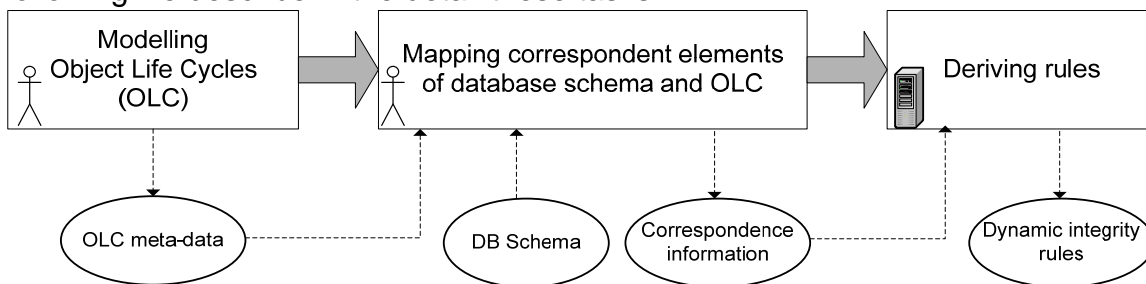 Modelling
Object Life Cycles
(OLC)
Mapping correspondent elements
of database schema and OLC
Deriving rules
OLC meta-data
DB Schema
Correspondence
information
Dynamic integrity
rules